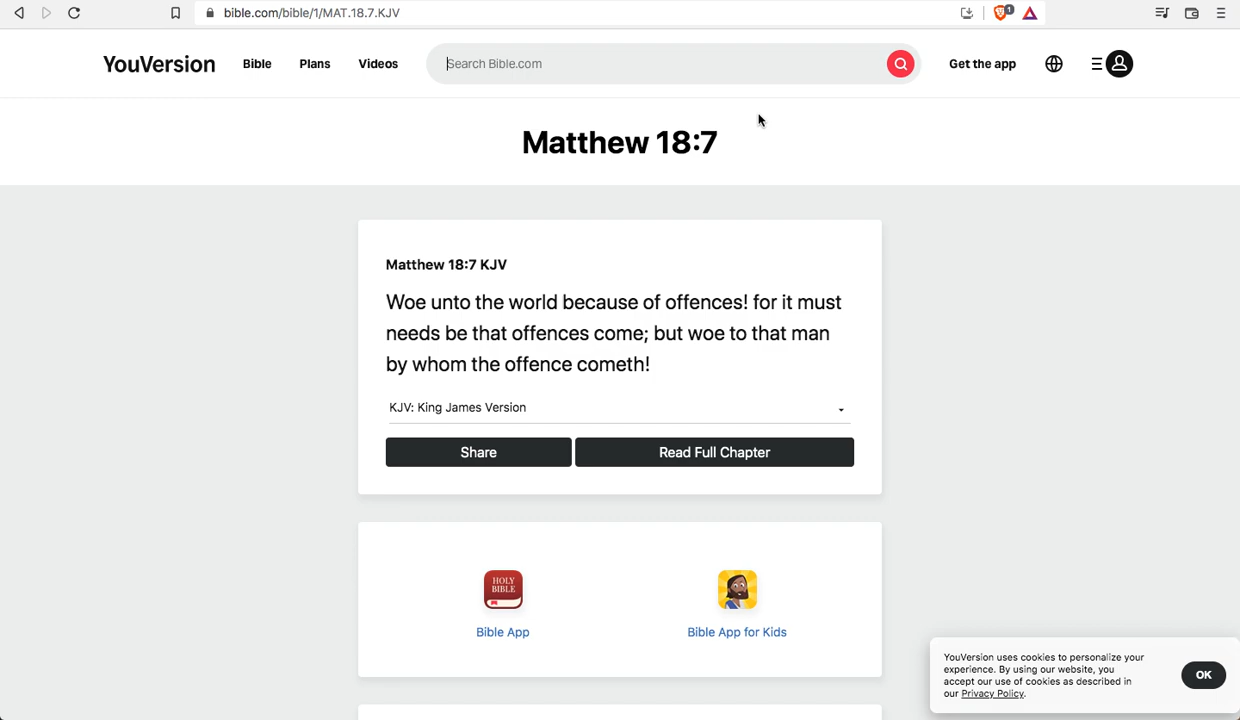 bible.com/bible/1/MAT.18.7.KJV
1
YouVersion Bible Plans Videos Search Bible.com Get the app
Matthew 18:7
Matthew 18:7 KJV
Woe unto the world because of offences! for it must
needs be that offences come; but woe to that man
by whom the offence cometh!
KJV: King James Version
Share Read Full Chapter
HOLY
BIBLE
Bible App Bible App for Kids
YouVersion uses cookies to personalize your
experience. By using our website, you
accept our use of cookies as described in
our Privacy Policy.
OK